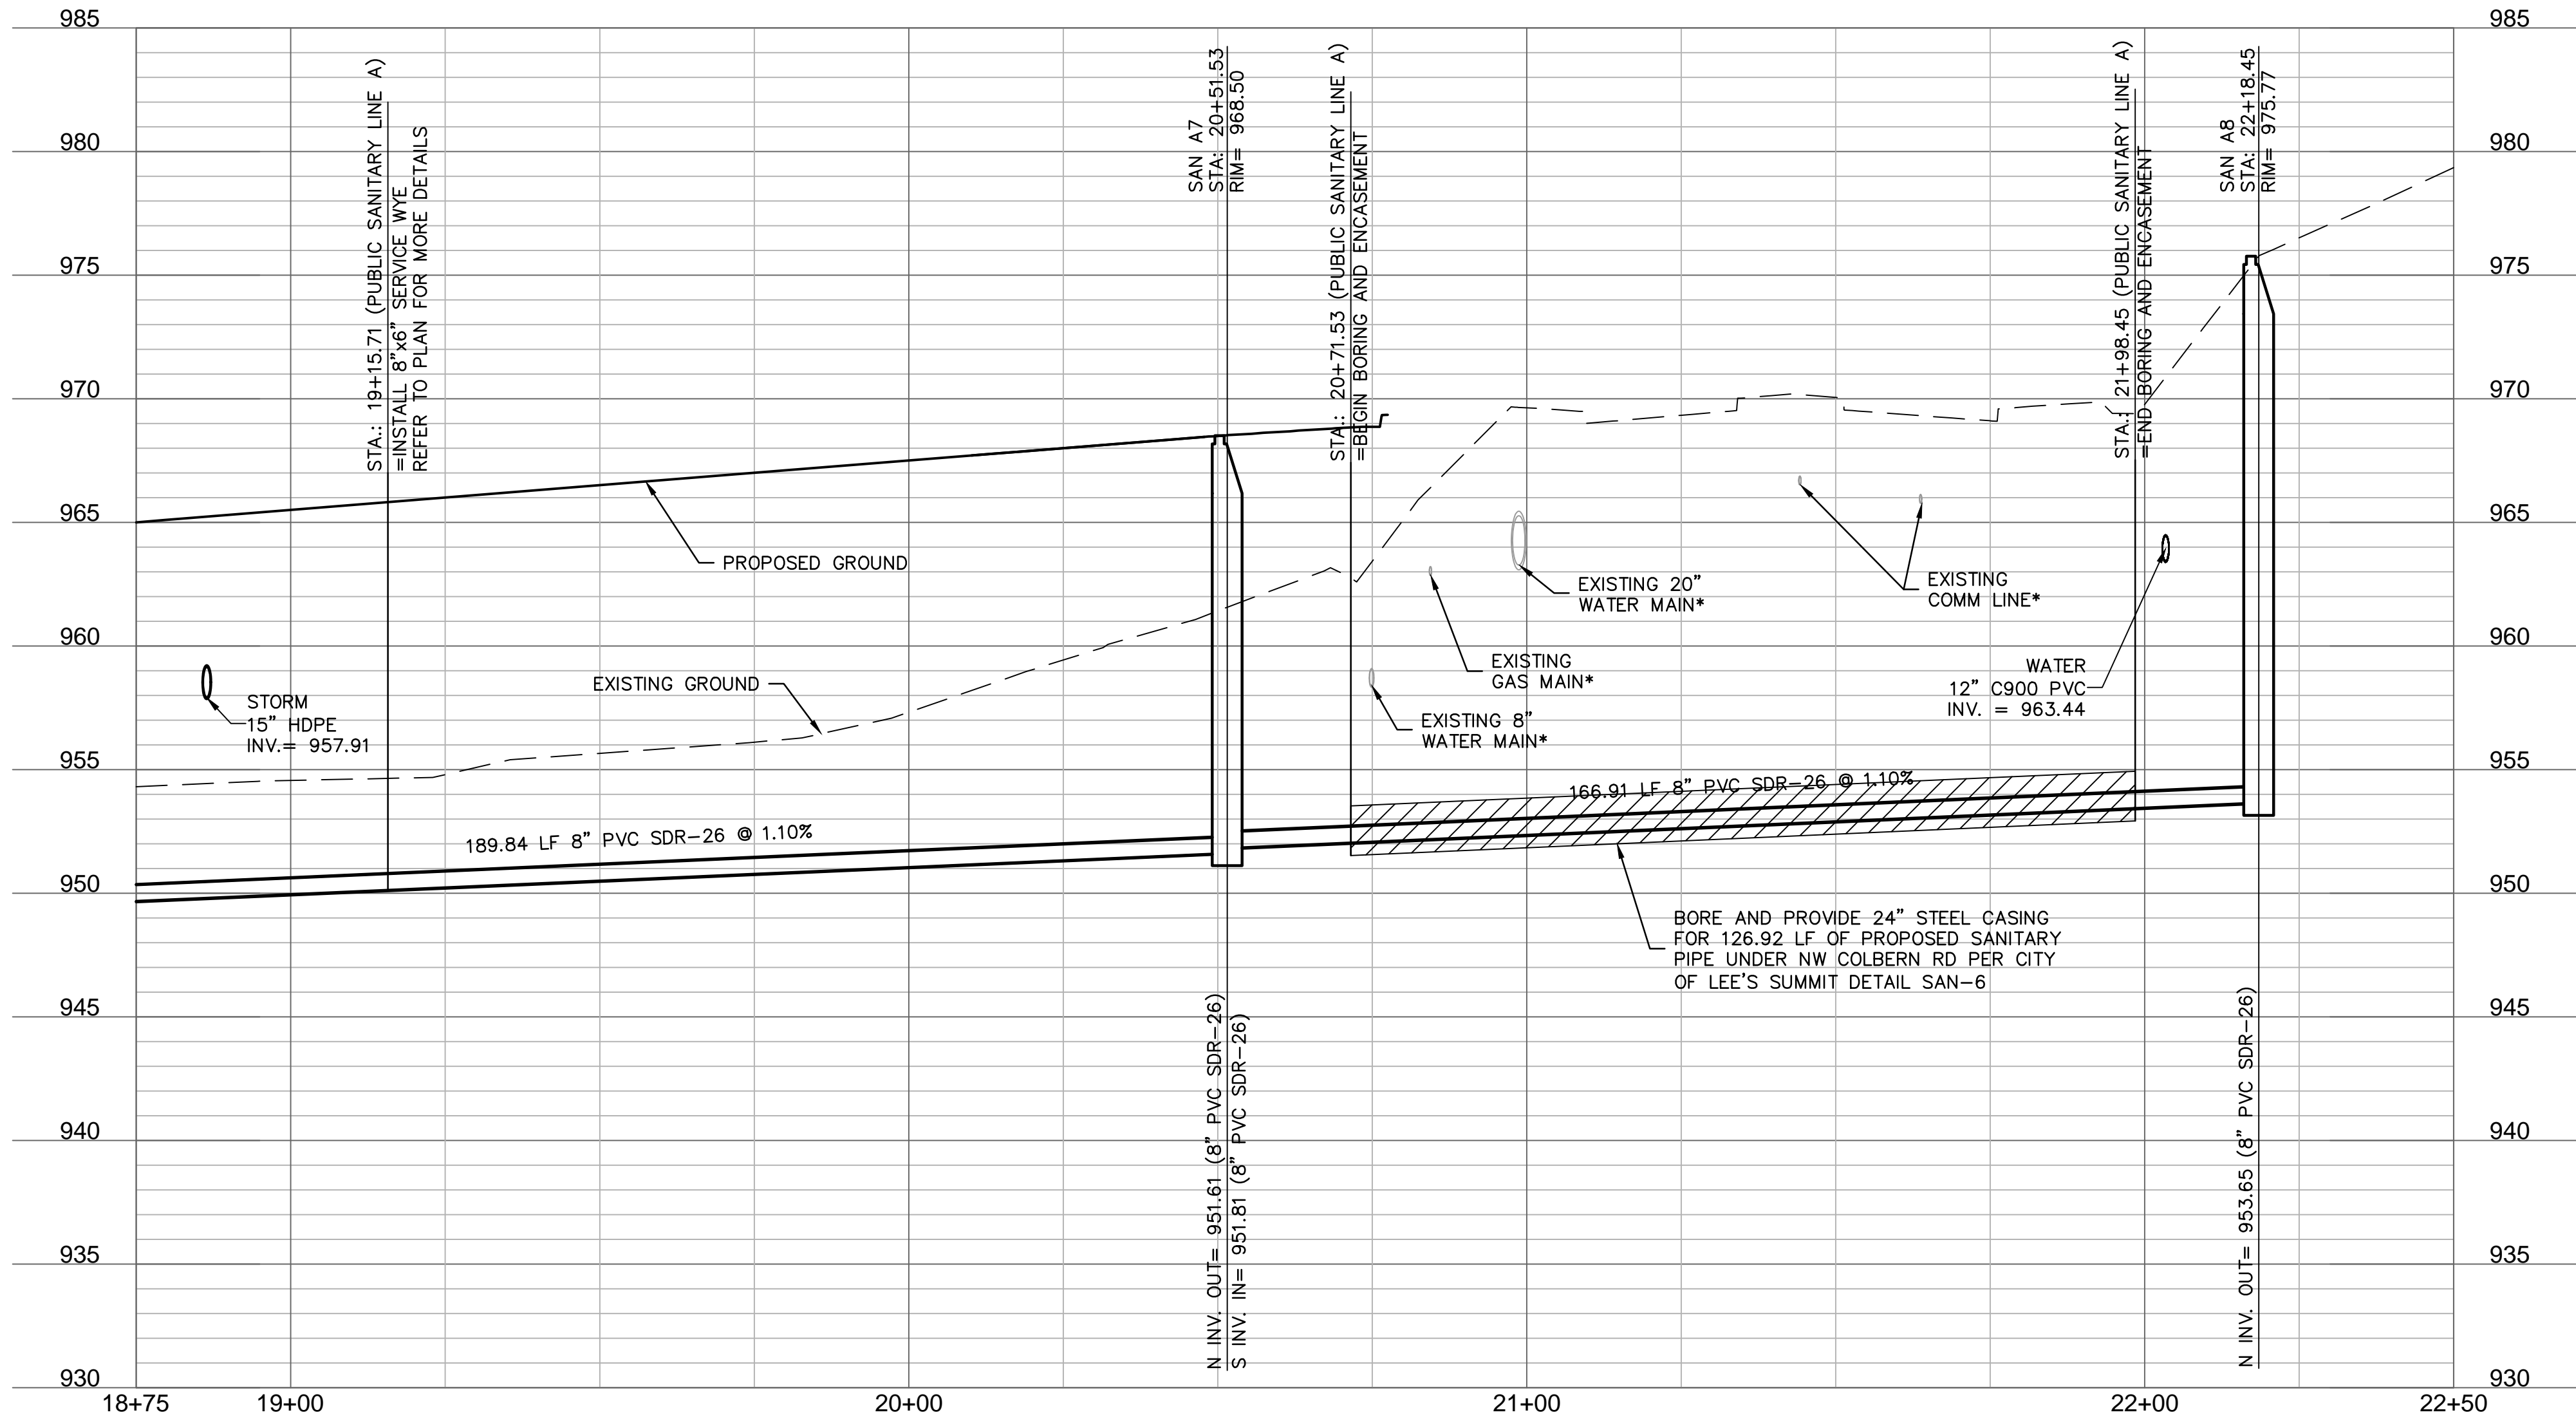 985
985
980
980
975
975
970
970
965
965
960
960
955
955
950
950
945
945
940
940
935
935
930
930
18+75
19+00
20+00
21+00
22+00
22+50
STA.: 19+15.71 (PUBLIC SANITARY LINE A)
=INSTALL 8"x6" SERVICE WYE
REFER TO PLAN FOR MORE DETAILS
SAN A7
STA: 20+51.53
RIM= 968.50
STA.: 20+71.53 (PUBLIC SANITARY LINE A)
=BEGIN BORING AND ENCASEMENT
STA.: 21+98.45 (PUBLIC SANITARY LINE A)
=END BORING AND ENCASEMENT
SAN A8
STA: 22+18.45
RIM= 975.77
PROPOSED GROUND
EXISTING GROUND
STORM
15" HDPE
INV.= 957.91
EXISTING 20"
WATER MAIN*
EXISTING
COMM LINE*
EXISTING
GAS MAIN*
EXISTING 8"
WATER MAIN*
WATER
12" C900 PVC
INV. = 963.44
189.84 LF 8" PVC SDR-26 @ 1.10%
166.91 LF 8" PVC SDR-26 @ 1.10%
BORE AND PROVIDE 24" STEEL CASING
FOR 126.92 LF OF PROPOSED SANITARY
PIPE UNDER NW COLBERN RD PER CITY
OF LEE'S SUMMIT DETAIL SAN-6
N INV. OUT= 951.61 (8" PVC SDR-26)
S INV. IN= 951.81 (8" PVC SDR-26)
N INV. OUT= 953.65 (8" PVC SDR-26)